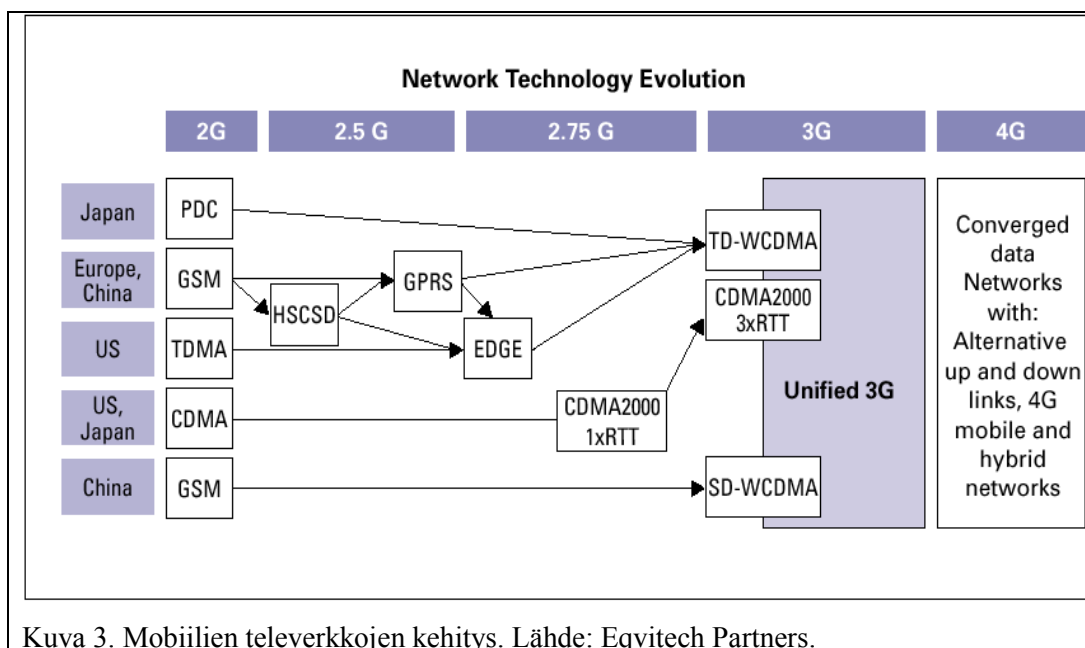 Network Technology Evolution
2G 2.5 G 2.75 G 3G 4G
Japan
PDC
Europe,
China
GSM
HSCSD
GPRS
US
TDMA
EDGE
US,
Japan
CDMA
CDMA2000
1xRTT
China
GSM
TD-WCDMA
CDMA2000
3xRTT
SD-WCDMA
Unified 3G
Converged
data
Networks
with:
Alternative
up and down
links, 4G
mobile and
hybrid
networks
Kuva 3. Mobiilien televerkkojen kehitys. Lähde: Eqvitech Partners.